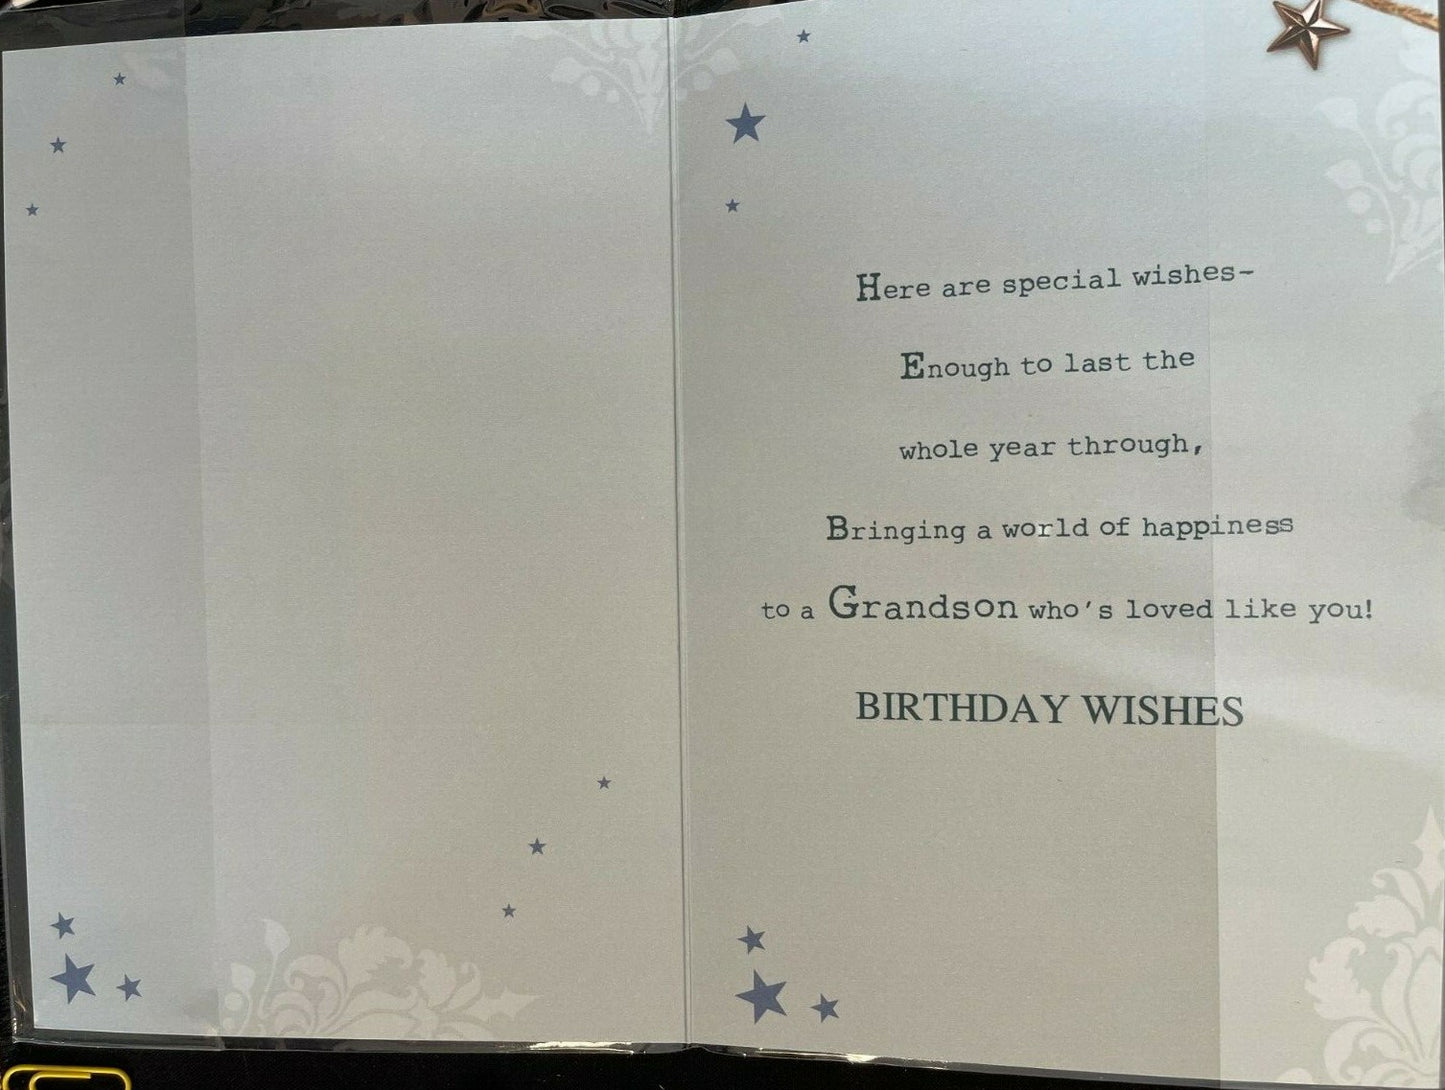 Here are special wishes-
Enough to last the
whole year through,
Bringing a world of happiness
to a Grandson who's loved like you!
BIRTHDAY WISHES